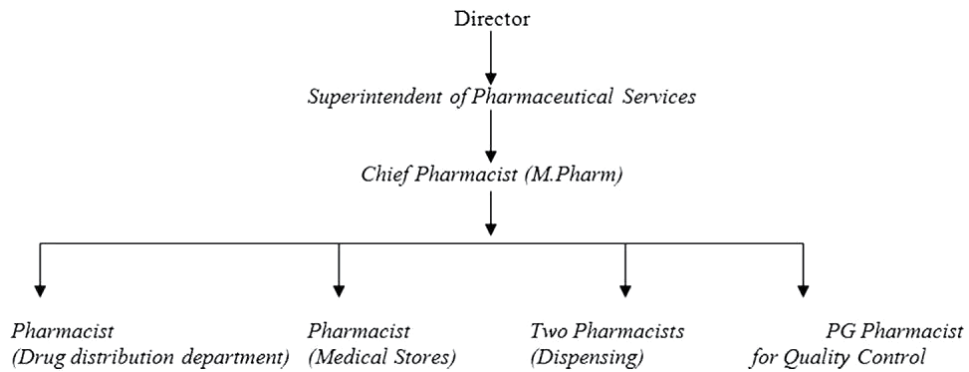 Director
Superintendent of Pharmaceutical Services
Chief Pharmacist (M.Pharm)
Pharmacist
(Drug distribution department)
Pharmacist
(Medical Stores)
Two Pharmacists
(Dispensing)
PG Pharmacist
for Quality Control